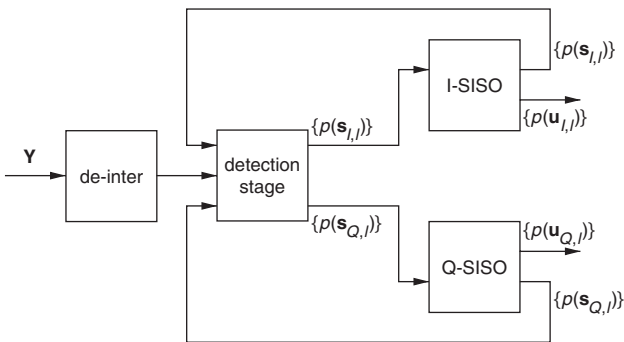 {p(s_{I,l})}
I-SISO
{p(s_{I,l})}
{p(u_{I,l})}
Y
de-inter
detection
stage
{p(s_{Q,l})}
{p(u_{Q,l})}
Q-SISO
{p(s_{Q,l})}